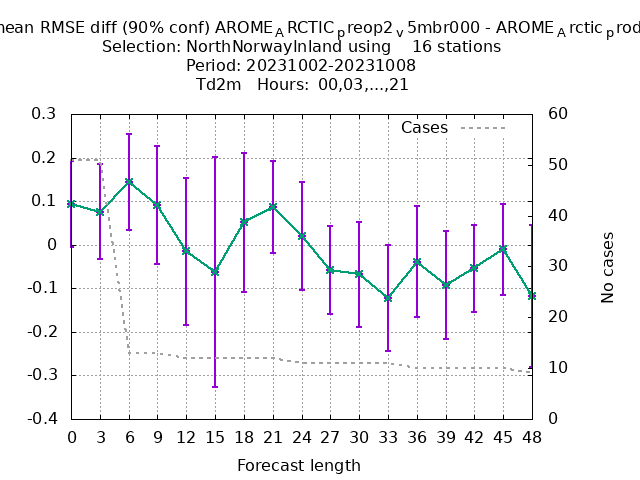 mean RMSE diff (90% conf) AROME_ARCTIC_preop2_v5mbr000 - AROME_Arctic_prod
Selection: NorthNorwayInland using 16 stations
Period: 20231002-20231008
Td2m Hours: 00,03,...,21
Cases
0.3
0.2
0.1
0
-0.1
-0.2
-0.3
-0.4
60
50
40
30
20
10
0
No cases
0 3 6 9 12 15 18 21 24 27 30 33 36 39 42 45 48
Forecast length